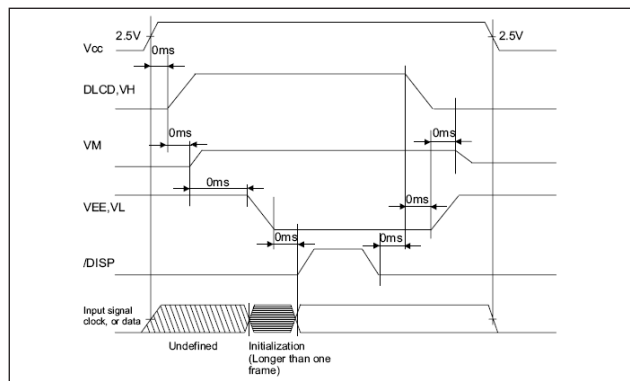 2.5V
2.5V
Vcc
0ms
DLCD,VH
0ms
0ms
VM
0ms
VEE,VL
0ms
0ms
0ms
/DISP
Input signal
clock, or data
Undefined
Initialization
(Longer than one
frame)